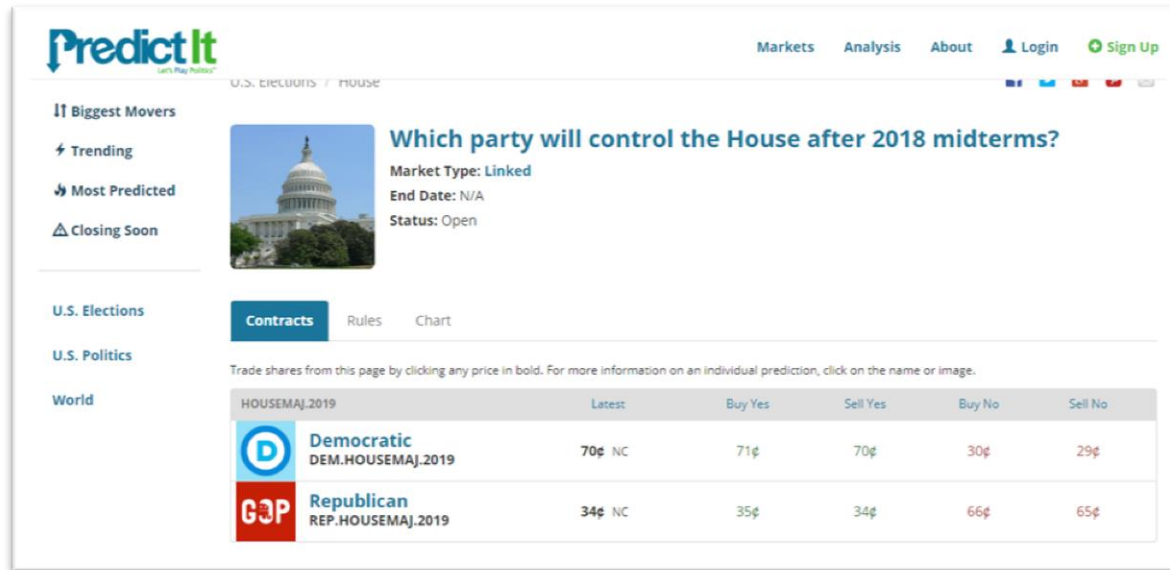 PredictIt
Let's Play Politics™
Markets Analysis About Login Sign Up
U.S. Elections / House
Biggest Movers
Trending
Most Predicted
Closing Soon
U.S. Elections
U.S. Politics
World
Which party will control the House after 2018 midterms?
Market Type: Linked
End Date: N/A
Status: Open
Contracts Rules Chart
Trade shares from this page by clicking any price in bold. For more information on an individual prediction, click on the name or image.
HOUSEMAJ.2019 Latest Buy Yes Sell Yes Buy No Sell No
D Democratic
DEM.HOUSEMAJ.2019 70¢ NC 71¢ 70¢ 30¢ 29¢
GOP Republican
REP.HOUSEMAJ.2019 34¢ NC 35¢ 34¢ 66¢ 65¢